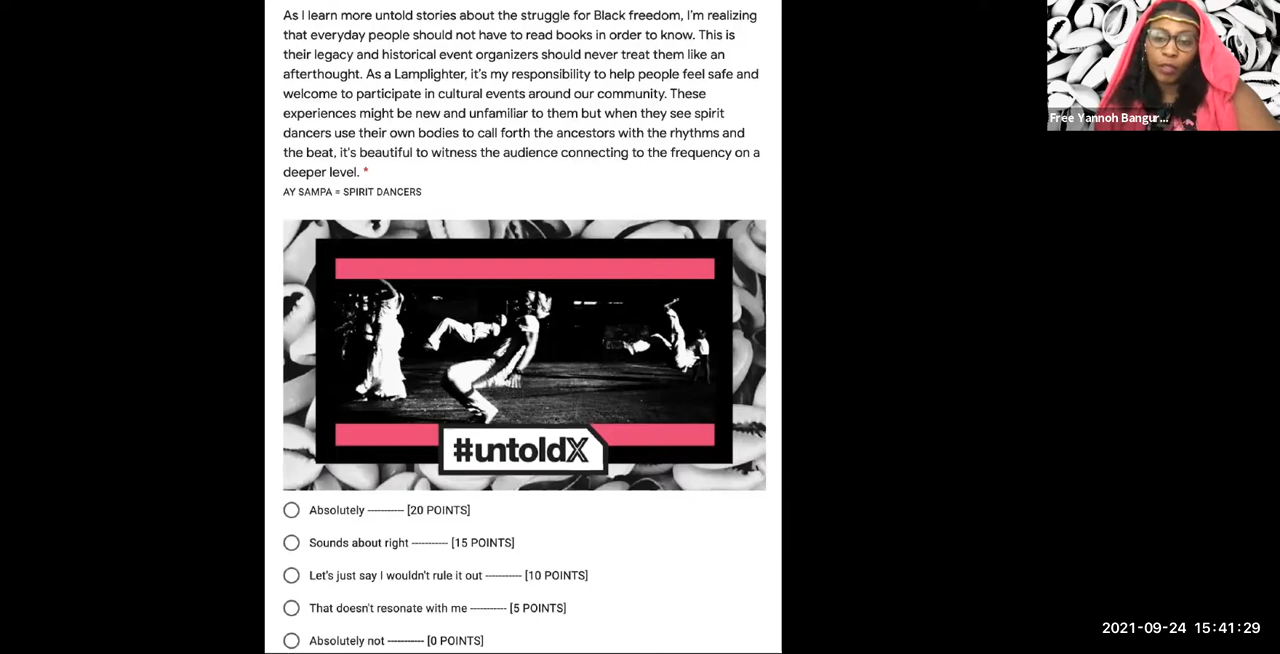 As I learn more untold stories about the struggle for Black freedom, I'm realizing
that everyday people should not have to read books in order to know. This is
their legacy and historical event organizers should never treat them like an
afterthought. As a Lamplighter, it's my responsibility to help people feel safe and
welcome to participate in cultural events around our community. These
experiences might be new and unfamiliar to them but when they see spirit
dancers use their own bodies to call forth the ancestors with the rhythms and
the beat, it's beautiful to witness the audience connecting to the frequency on a
deeper level. *
AY SAMPA = SPIRIT DANCERS
#untoldX
Absolutely ----------- [20 POINTS]
Sounds about right ----------- [15 POINTS]
Let's just say I wouldn't rule it out ----------- [10 POINTS]
That doesn't resonate with me ----------- [5 POINTS]
Absolutely not ----------- [0 POINTS]
Free Yannoh Bangur...
2021-09-24 15:41:29